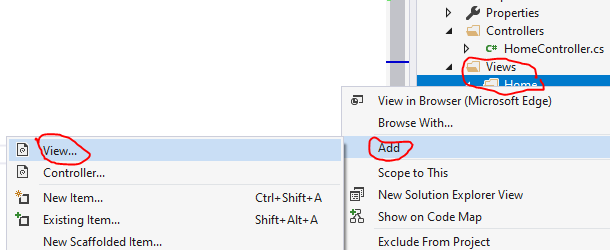 Properties
Controllers
C# HomeController.cs
Views
Home
View in Browser (Microsoft Edge)
Browse With...
Add
Scope to This
New Solution Explorer View
Show on Code Map
Exclude From Project
View...
Controller...
New Item... Ctrl+Shift+A
Existing Item... Shift+Alt+A
New Scaffolded Item...